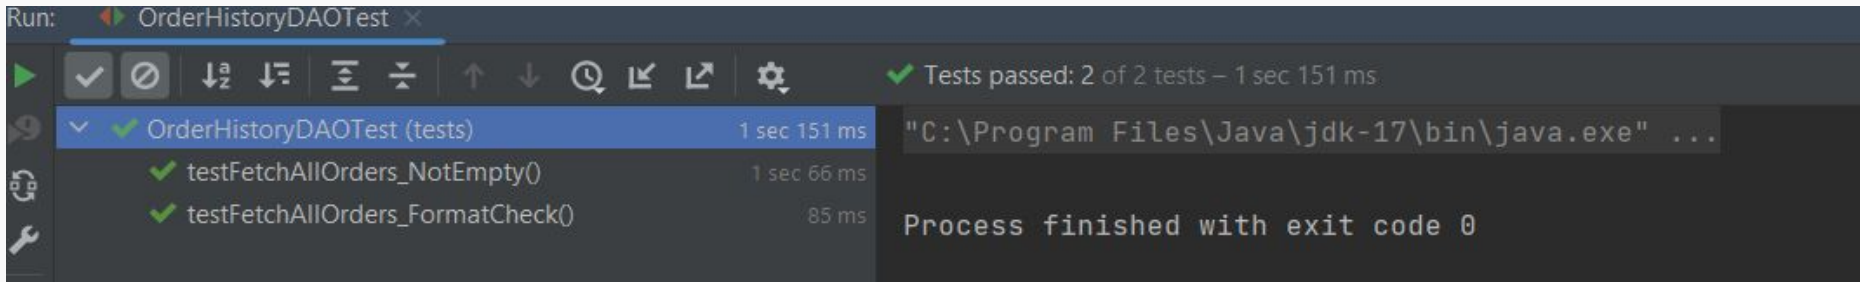 Run: OrderHistoryDAOTest
Tests passed: 2 of 2 tests – 1 sec 151 ms
OrderHistoryDAOTest (tests) 1 sec 151 ms
testFetchAllOrders_NotEmpty() 1 sec 66 ms
testFetchAllOrders_FormatCheck() 85 ms
"C:\Program Files\Java\jdk-17\bin\java.exe" ...
Process finished with exit code 0